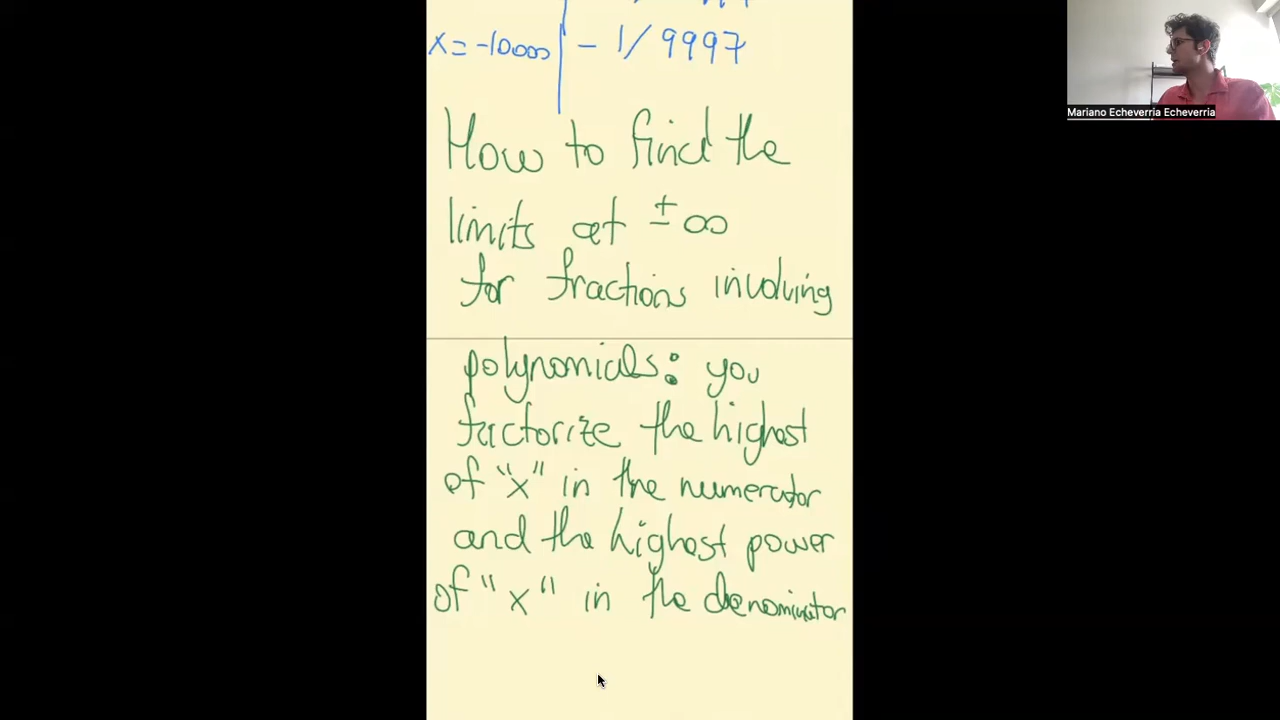 x=-10000 | - 1/9997
Mariano Echeverria Echeverria
How to find the
limits at ±∞
for fractions involving
polynomials: you
factorize the highest
of "x" in the numerator
and the highest power
of "x" in the denominator